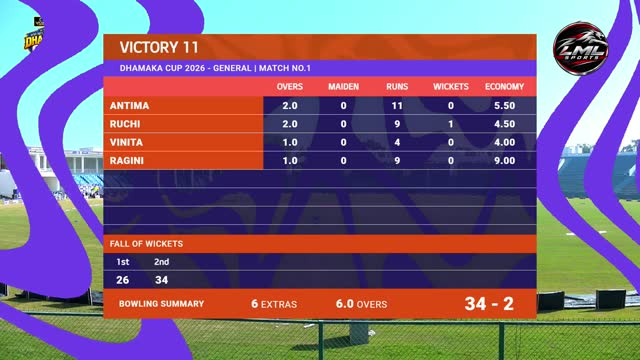 VICTORY 11
DHAMAKA CUP 2026 - GENERAL | MATCH NO.1
OVERS MAIDEN RUNS WICKETS ECONOMY
ANTIMA 2.0 0 11 0 5.50
RUCHI 2.0 0 9 1 4.50
VINITA 1.0 0 4 0 4.00
RAGINI 1.0 0 9 0 9.00
FALL OF WICKETS
1st 2nd
26 34
BOWLING SUMMARY 6 EXTRAS 6.0 OVERS 34 - 2
LML
SPORTS